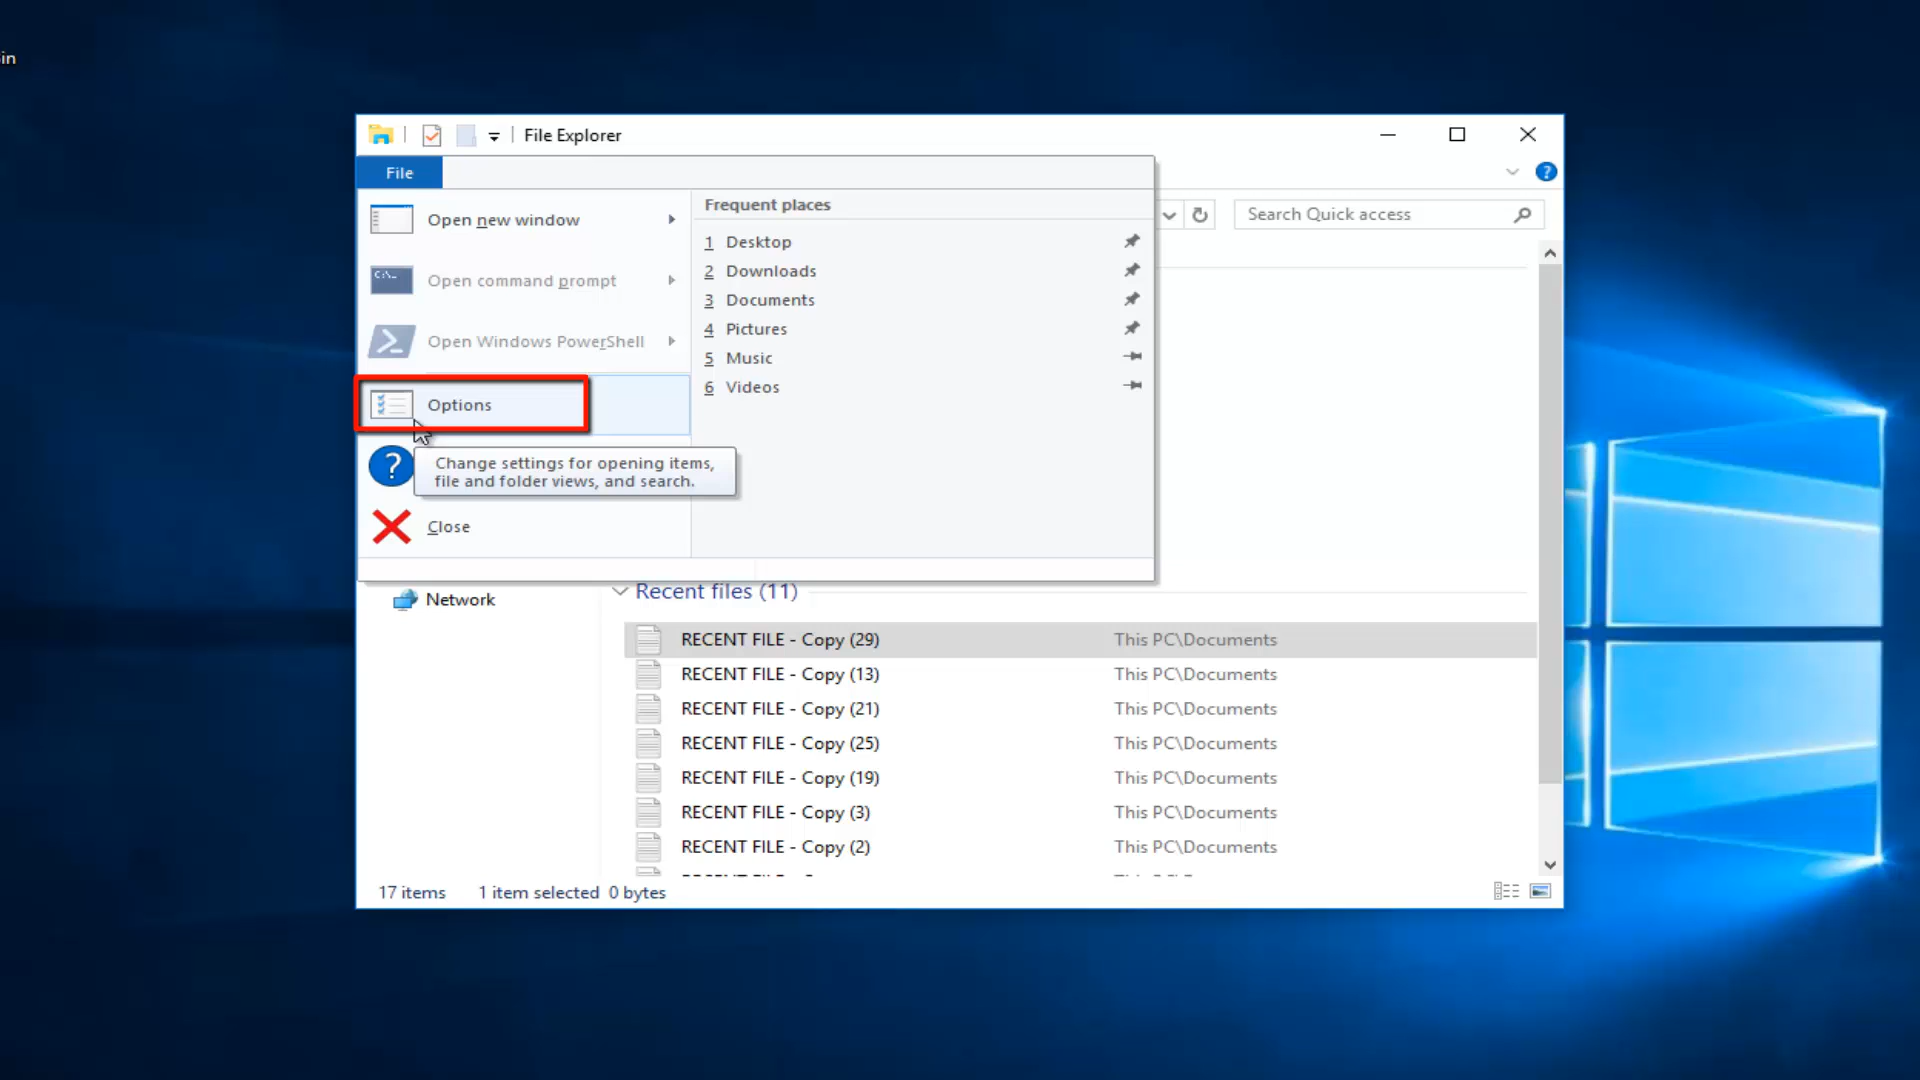 in
File Explorer
File
Open new window
Open command prompt
Open Windows PowerShell
Options
Change settings for opening items,
file and folder views, and search.
Close
Frequent places
1 Desktop
2 Downloads
3 Documents
4 Pictures
5 Music
6 Videos
Search Quick access
Network
Recent files (11)
RECENT FILE - Copy (29) This PC\Documents
RECENT FILE - Copy (13) This PC\Documents
RECENT FILE - Copy (21) This PC\Documents
RECENT FILE - Copy (25) This PC\Documents
RECENT FILE - Copy (19) This PC\Documents
RECENT FILE - Copy (3) This PC\Documents
RECENT FILE - Copy (2) This PC\Documents
17 items 1 item selected 0 bytes